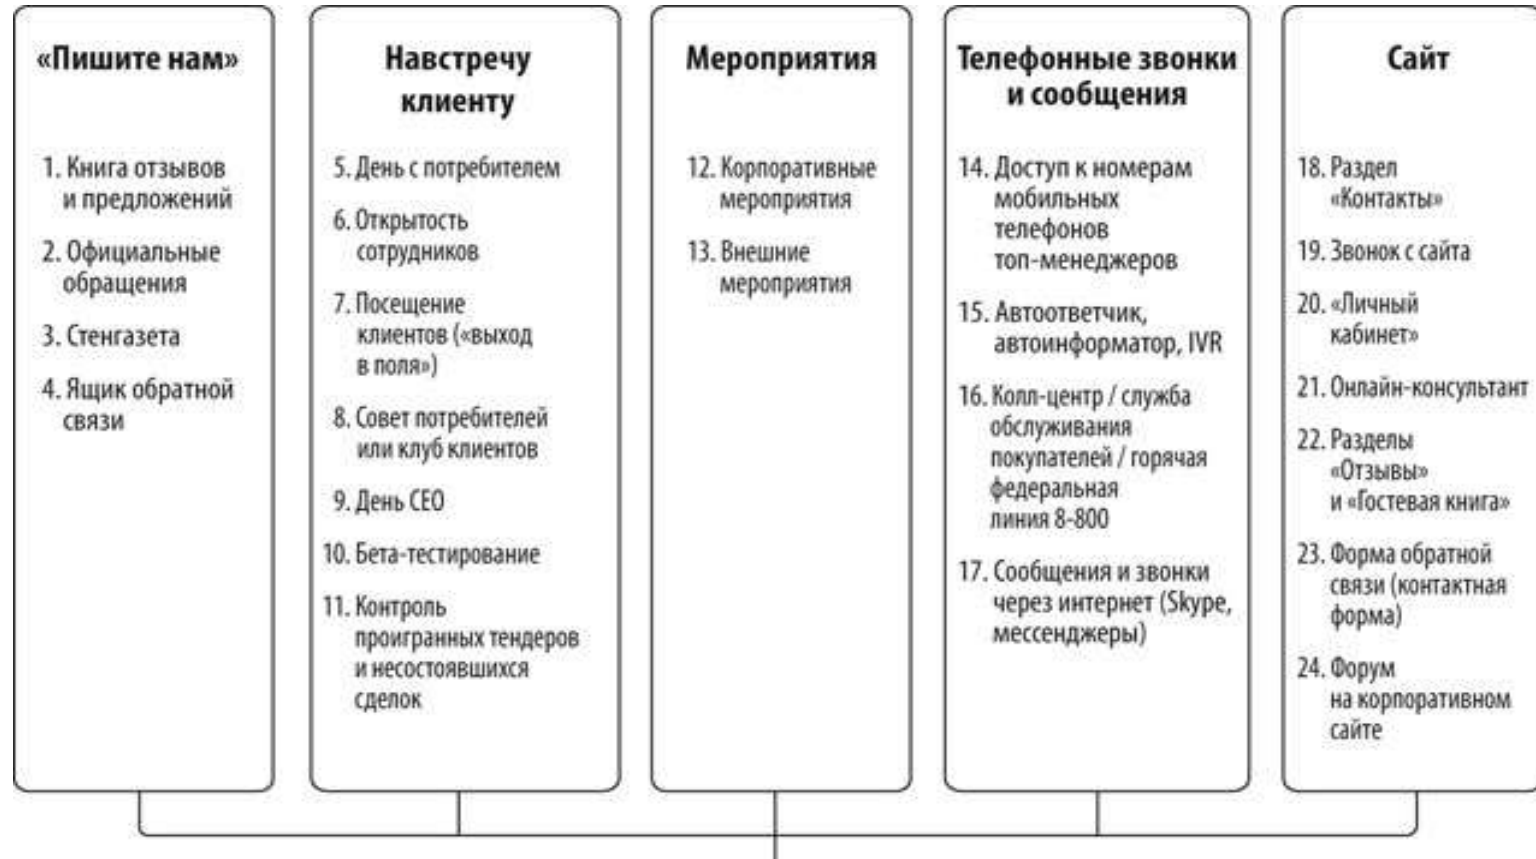 «Пишите нам»
1. Книга отзывов
и предложений
2. Официальные
обращения
3. Стенгазета
4. Ящик обратной
связи
Навстречу
клиенту
5. День с потребителем
6. Открытость
сотрудников
7. Посещение
клиентов («выход
в поля»)
8. Совет потребителей
или клуб клиентов
9. День CEO
10. Бета-тестирование
11. Контроль
проигранных тендеров
и несостоявшихся
сделок
Мероприятия
12. Корпоративные
мероприятия
13. Внешние
мероприятия
Телефонные звонки
и сообщения
14. Доступ к номерам
мобильных
телефонов
топ-менеджеров
15. Автоответчик,
автоинформатор, IVR
16. Колл-центр / служба
обслуживания
покупателей / горячая
федеральная
линия 8-800
17. Сообщения и звонки
через интернет (Skype,
мессенджеры)
Сайт
18. Раздел
«Контакты»
19. Звонок с сайта
20. «Личный
кабинет»
21. Онлайн-консультант
22. Разделы
«Отзывы»
и «Гостевая книга»
23. Форма обратной
связи (контактная
форма)
24. Форум
на корпоративном
сайте